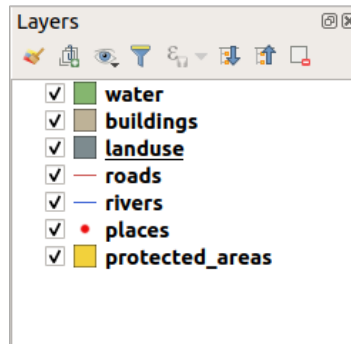 Layers
water
buildings
landuse
roads
rivers
places
protected_areas